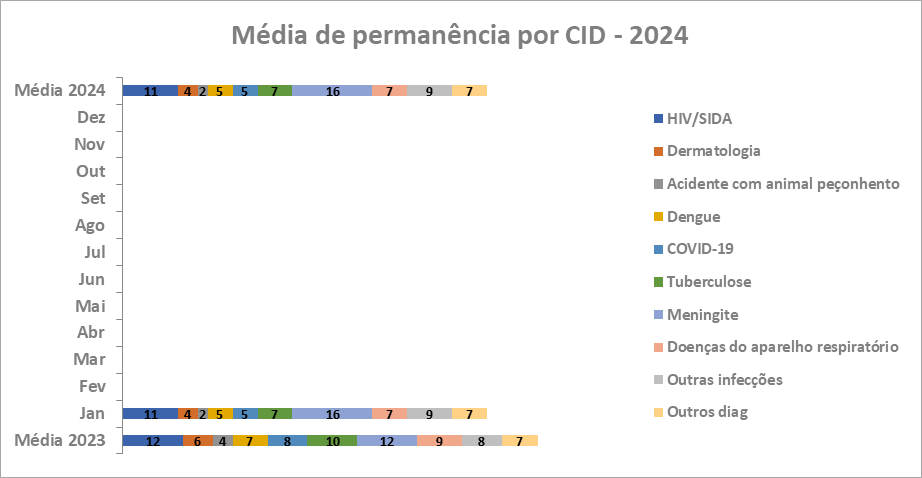 Média de permanência por CID - 2024
Média 2024
11 4 2 5 5 7 16 7 9 7
Dez
Nov
Out
Set
Ago
Jul
Jun
Mai
Abr
Mar
Fev
Jan
11 4 2 5 5 7 16 7 9 7
Média 2023
12 6 4 7 8 10 12 9 8 7
HIV/SIDA
Dermatologia
Acidente com animal peçonhento
Dengue
COVID-19
Tuberculose
Meningite
Doenças do aparelho respiratório
Outras infecções
Outros diag